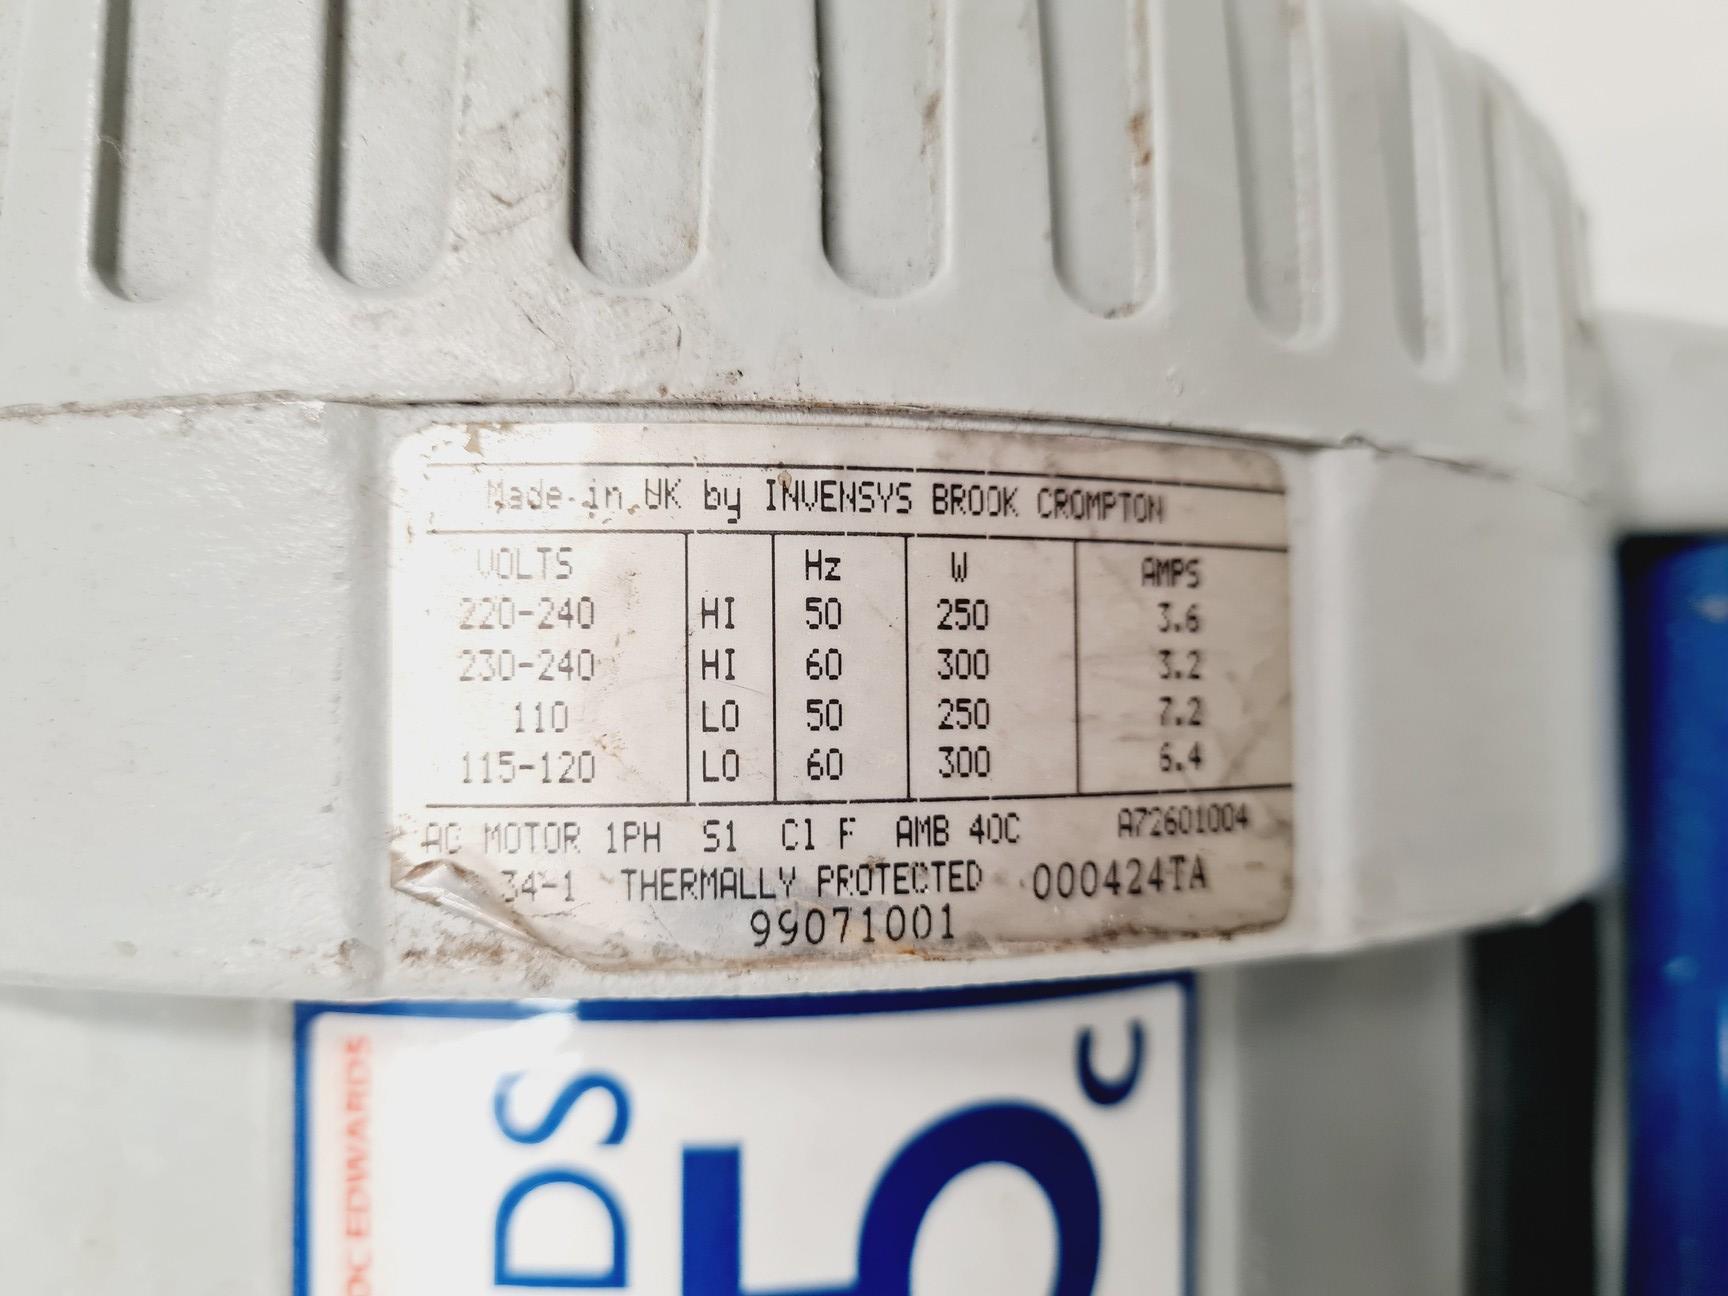 Made in UK by INVENSYS BROOK CROMPTON
VOLTS Hz W AMPS
220-240 HI 50 250 3.6
230-240 HI 60 300 3.2
110 LO 50 250 7.2
115-120 LO 60 300 6.4
AC MOTOR 1PH S1 Cl F AMB 40C A72601004
34-1 THERMALLY PROTECTED 000424TA
99071001
OC EDWARDS
DS
5
C